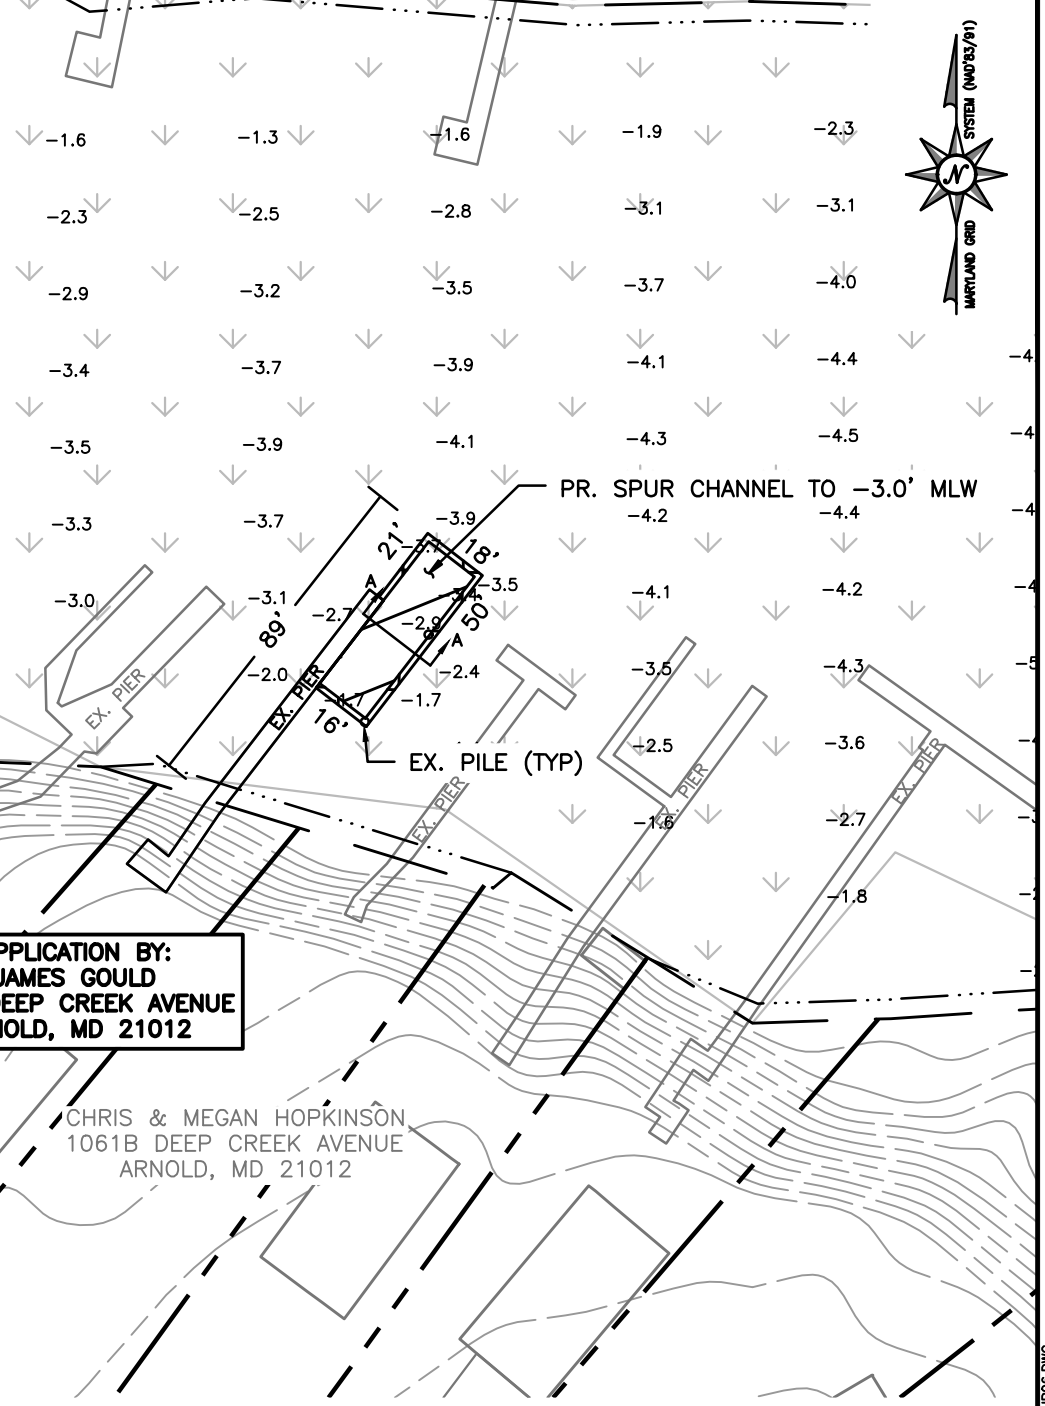 SYSTEM (NAD'83/91)
MARYLAND GRID
-1.6 -1.3 -1.6 -1.9 -2.3
-2.3 -2.5 -2.8 -3.1 -3.1
-2.9 -3.2 -3.5 -3.7 -4.0
-3.4 -3.7 -3.9 -4.1 -4.4
-3.5 -3.9 -4.1 -4.3 -4.5
PR. SPUR CHANNEL TO -3.0' MLW
-3.3 -3.7 -3.9 -4.2 -4.4
21' 18'
-3.5
-3.0 -3.1 -2.7 -2.9 -4.1 -4.2
A
A
50'
89'
-2.0 -1.7 -1.7 -2.4 -3.5 -4.3
EX. PIER
EX. PIER
16'
EX. PILE (TYP)
-2.5 -3.6
EX. PIER
EX. PIER
EX. PIER
-1.6 -2.7
-1.8
PPLICATION BY:
JAMES GOULD
DEEP CREEK AVENUE
NOLD, MD 21012
CHRIS & MEGAN HOPKINSON
1061B DEEP CREEK AVENUE
ARNOLD, MD 21012